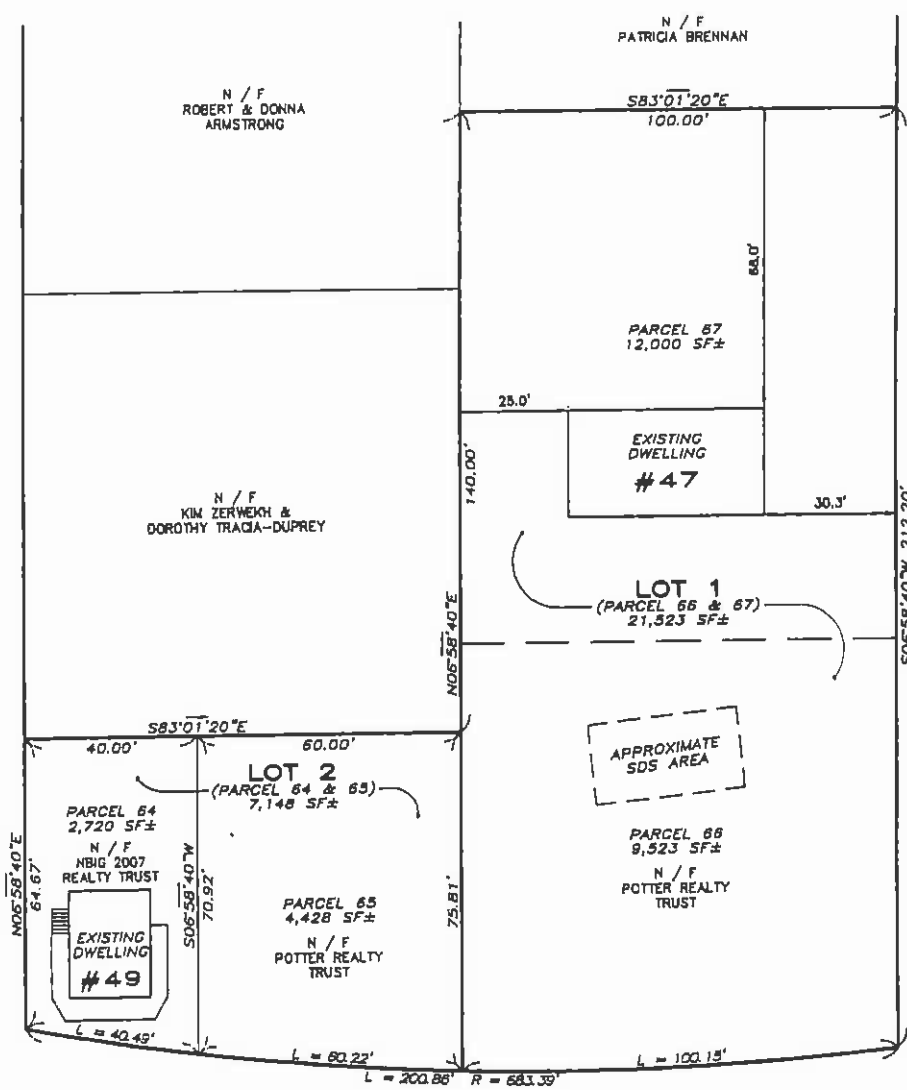 N / F
PATRICIA BRENNAN
N / F
ROBERT & DONNA
ARMSTRONG
S83°01'20"E
100.00'
68.0'
PARCEL 67
12,000 SF±
25.0'
EXISTING
DWELLING
#47
140.00'
30.3'
N / F
KIM ZERWEKH &
DOROTHY TRACIA-DUPREY
LOT 1
(PARCEL 66 & 67)
21,523 SF±
N06°58'40"E
S06°58'40"W 212.20'
S83°01'20"E
40.00'
60.00'
LOT 2
(PARCEL 64 & 65)
7,148 SF±
APPROXIMATE
SDS AREA
PARCEL 64
2,720 SF±
N / F
NBIG 2007
REALTY TRUST
N06°58'40"E
64.67'
S06°58'40"W
70.92'
75.81'
PARCEL 66
9,523 SF±
N / F
POTTER REALTY
TRUST
PARCEL 65
4,428 SF±
N / F
POTTER REALTY
TRUST
EXISTING
DWELLING
#49
L = 40.49'
L = 60.22'
L = 100.15'
L = 200.86' R = 683.39'